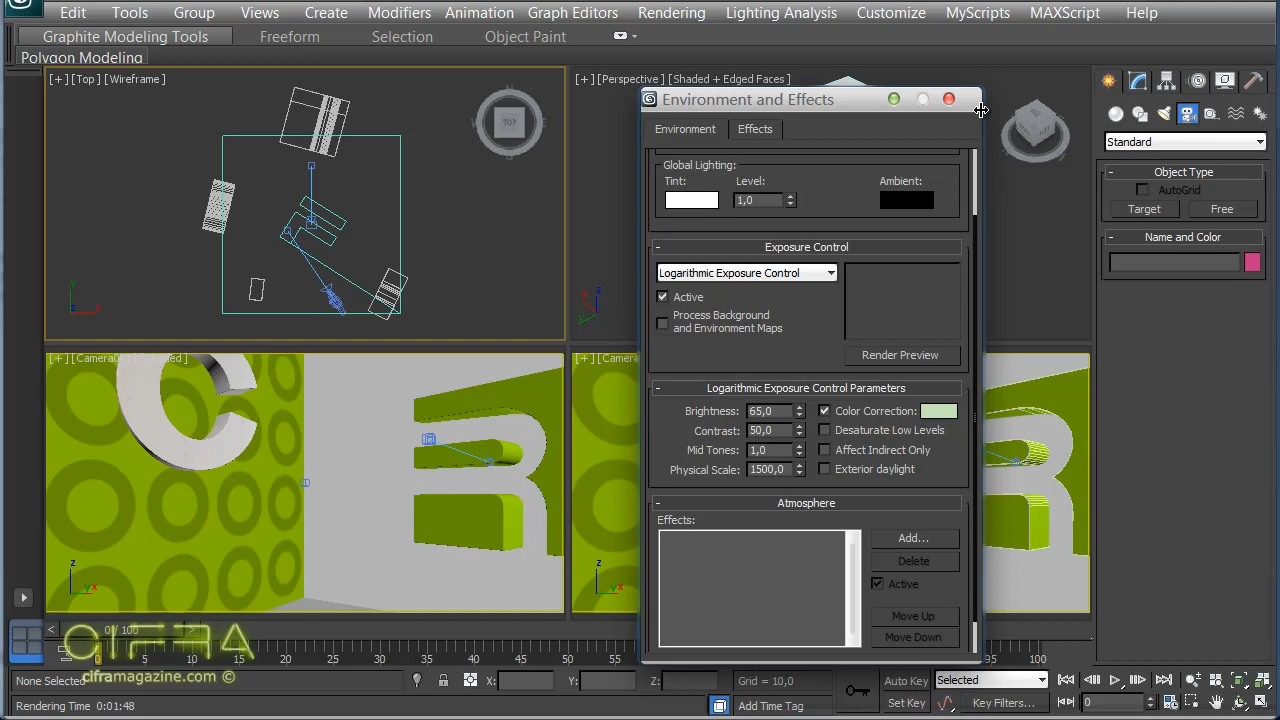 Edit Tools Group Views Create Modifiers Animation Graph Editors Rendering Lighting Analysis Customize MyScripts MAXScript Help
Graphite Modeling Tools Freeform Selection Object Paint
Polygon Modeling
[+][Top][Wireframe]
TOP
y
x
z
[+][Perspective][Shaded + Edged Faces]
z
x
y
Environment and Effects
Environment Effects
Global Lighting:
Tint: Level: Ambient:
1,0
- Exposure Control
Logarithmic Exposure Control
Active
Process Background
and Environment Maps
Render Preview
- Logarithmic Exposure Control Parameters
Brightness: 65,0 Color Correction:
Contrast: 50,0 Desaturate Low Levels
Mid Tones: 1,0 Affect Indirect Only
Physical Scale: 1500,0 Exterior daylight
- Atmosphere
Effects:
Add...
Delete
Active
Move Up
Move Down
Standard
- Object Type
AutoGrid
Target Free
- Name and Color
z
y x
z
y x
< 0 / 100 >
0 5 10 15 20 25 30 35 40 45 50 55 60 95 100
CIFRA
ciframagazine.com ©
None Selected X: Y: Z: Grid = 10,0 Auto Key Selected
Rendering Time 0:01:48 Add Time Tag Set Key Key Filters... 0